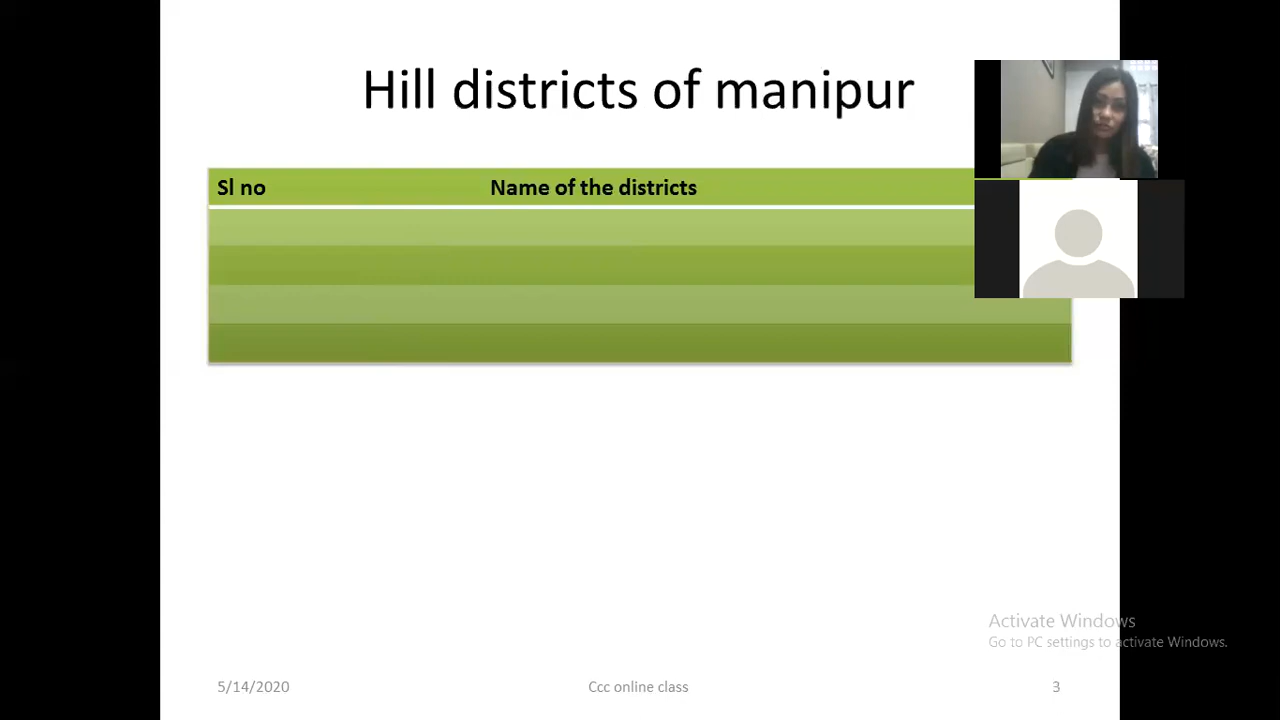 Hill districts of manipur
Sl no Name of the districts
Activate Windows
Go to PC settings to activate Windows.
5/14/2020 Ccc online class 3